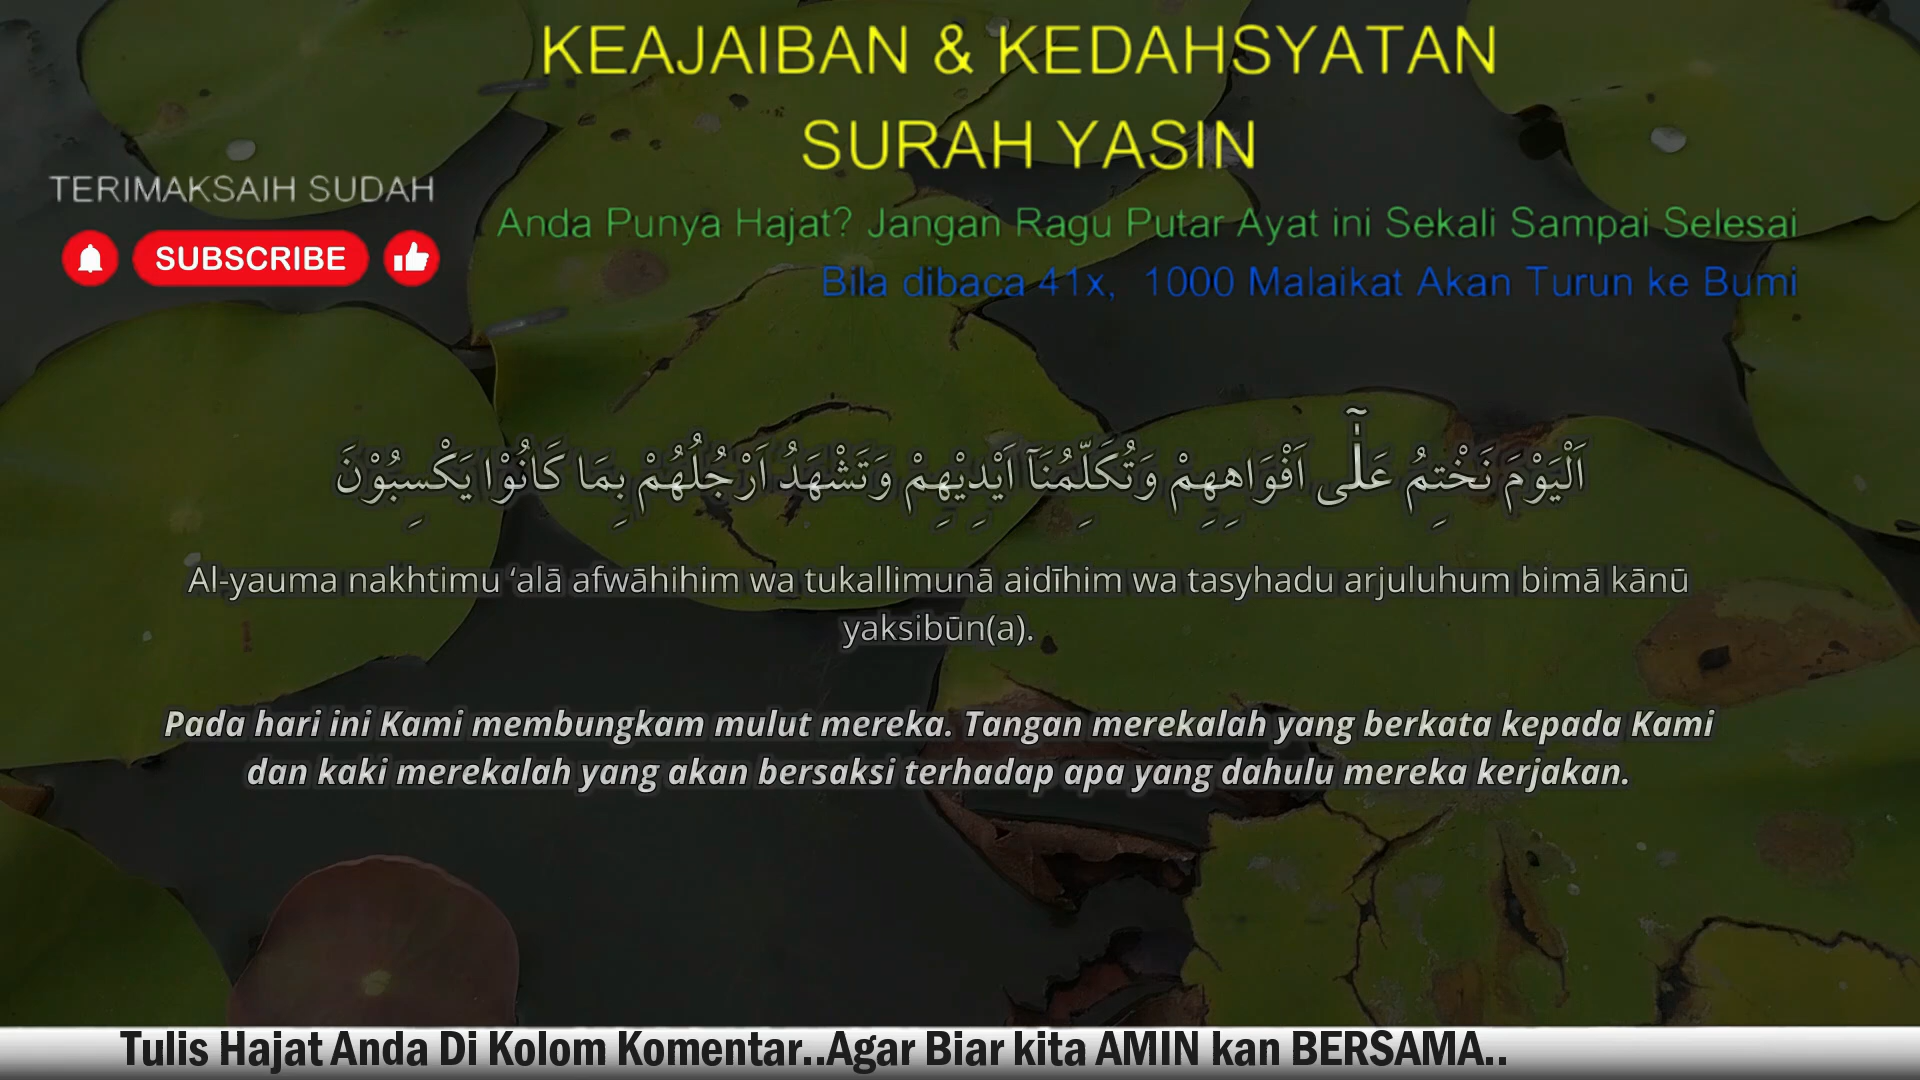 KEAJAIBAN & KEDAHSYATAN
SURAH YASIN
TERIMAKSAIH SUDAH
SUBSCRIBE
Anda Punya Hajat? Jangan Ragu Putar Ayat ini Sekali Sampai Selesai
Bila dibaca 41x, 1000 Malaikat Akan Turun ke Bumi
اَلْيَوْمَ نَخْتِمُ عَلٰٓى اَفْوَاهِهِمْ وَتُكَلِّمُنَآ اَيْدِيْهِمْ وَتَشْهَدُ اَرْجُلُهُمْ بِمَا كَانُوْا يَكْسِبُوْنَ
Al-yauma nakhtimu ‘alā afwāhihim wa tukallimunā aidīhim wa tasyhadu arjuluhum bimā kānū
yaksibūn(a).
Pada hari ini Kami membungkam mulut mereka. Tangan merekalah yang berkata kepada Kami
dan kaki merekalah yang akan bersaksi terhadap apa yang dahulu mereka kerjakan.
Tulis Hajat Anda Di Kolom Komentar..Agar Biar kita AMIN kan BERSAMA..